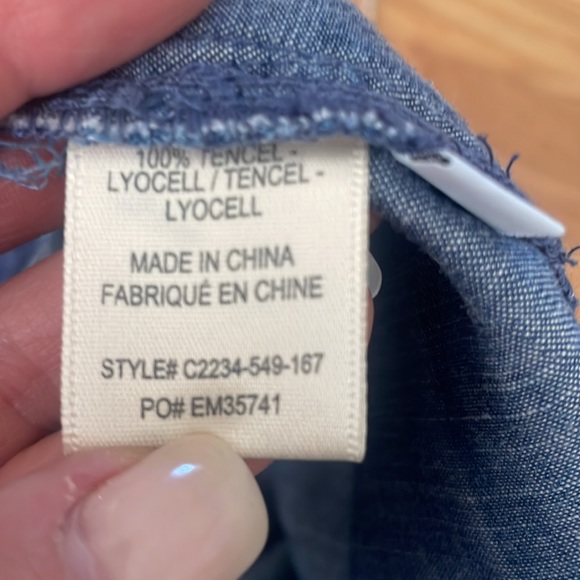 100% TENCEL -
LYOCELL / TENCEL -
LYOCELL
MADE IN CHINA
FABRIQUÉ EN CHINE
STYLE# C2234-549-167
PO# EM35741